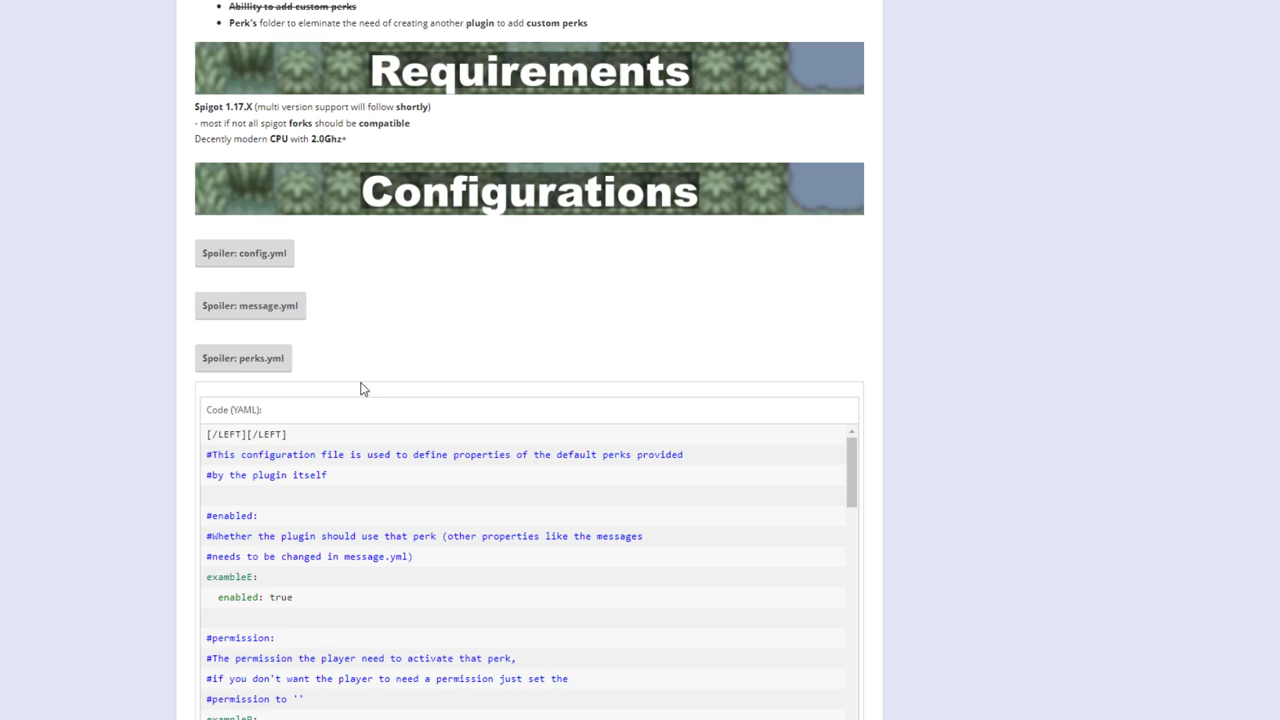 Abillity to add custom perks
Perk's folder to eleminate the need of creating another plugin to add custom perks
Requirements
Spigot 1.17.X (multi version support will follow shortly)
- most if not all spigot forks should be compatible
Decently modern CPU with 2.0Ghz+
Configurations
Spoiler: config.yml
Spoiler: message.yml
Spoiler: perks.yml
Code (YAML):
[/LEFT][/LEFT]
#This configuration file is used to define properties of the default perks provided
#by the plugin itself
#enabled:
#Whether the plugin should use that perk (other properties like the messages
#needs to be changed in message.yml)
exambleE:
enabled: true
#permission:
#The permission the player need to activate that perk,
#if you don't want the player to need a permission just set the
#permission to ''